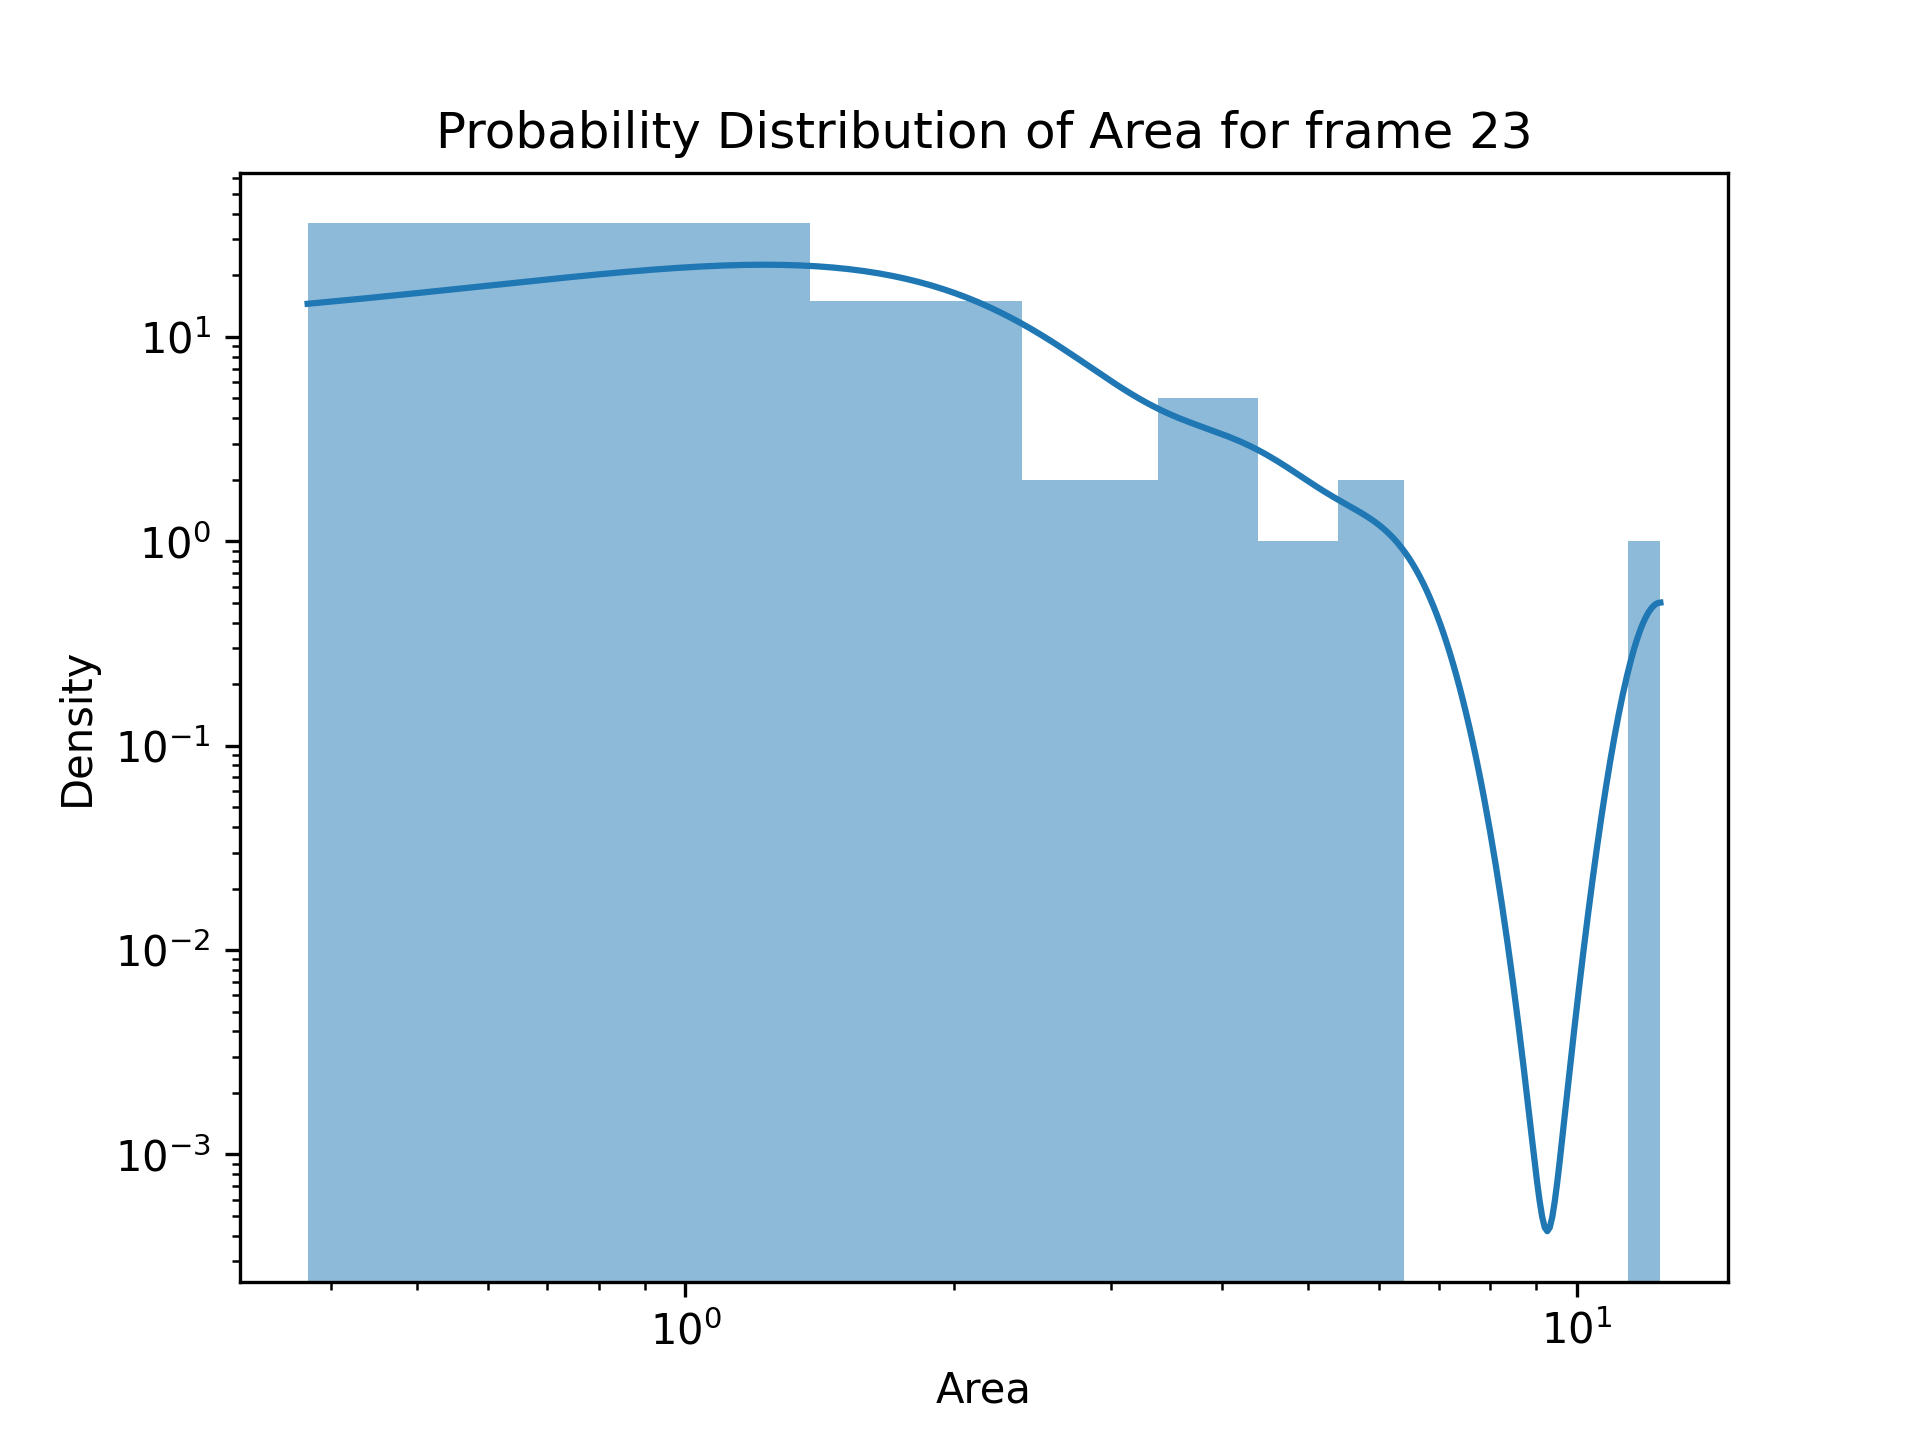 Probability Distribution of Area for frame 23
Density
10¹
10⁰
10⁻¹
10⁻²
10⁻³
10⁰ 10¹
Area